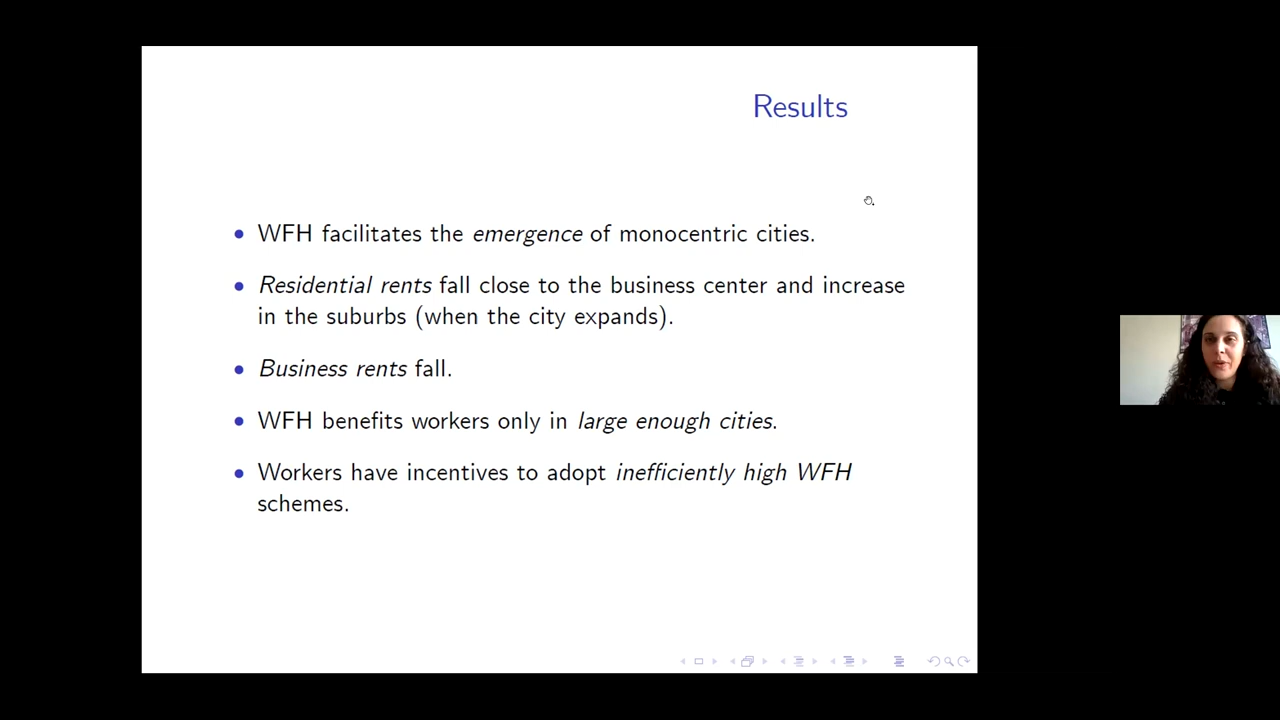 Results
• WFH facilitates the emergence of monocentric cities.
• Residential rents fall close to the business center and increase
in the suburbs (when the city expands).
• Business rents fall.
• WFH benefits workers only in large enough cities.
• Workers have incentives to adopt inefficiently high WFH
schemes.